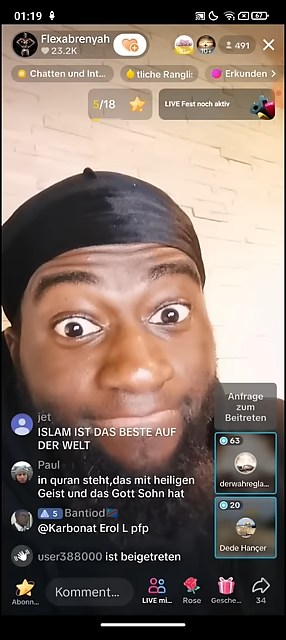 01:19
67
Flexabrenyah
23.2K
10+
491
Chatten und Int...
tliche Rangli:
Erkunden
5/18
LIVE Fest noch aktiv
Anfrage
zum
Beitreten
jet
ISLAM IST DAS BESTE AUF
DER WELT
63
derwahregla...
Paul
in quran steht,das mit heiligen
Geist und das Gott Sohn hat
5 Bantiod
@Karbonat Erol L pfp
20
Dede Hançer
user388000 ist beigetreten
Abonn...
Komment...
LIVE mi...
Rose
Gesche...
34